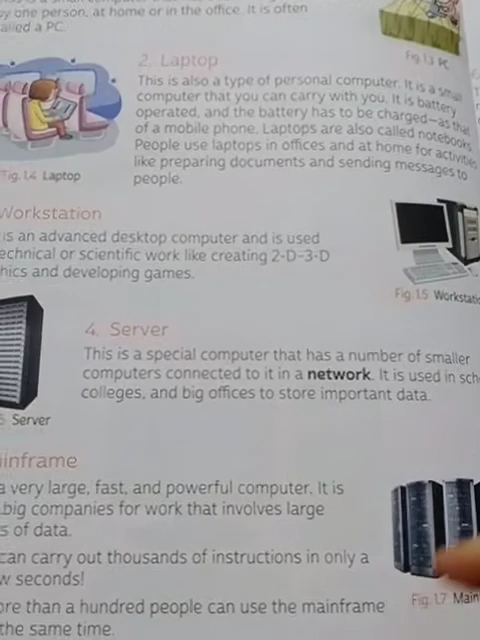 by one person, at home or in the office. It is often
called a PC.
Fig. 1.3 PC
2. Laptop
This is also a type of personal computer. It is a small
computer that you can carry with you. It is battery
operated, and the battery has to be charged—as that
of a mobile phone. Laptops are also called notebooks.
People use laptops in offices and at home for activities
like preparing documents and sending messages to
people.
Fig. 1.4 Laptop
Workstation
is an advanced desktop computer and is used
technical or scientific work like creating 2-D-3-D
hics and developing games.
Fig. 1.5 Workstatio
4. Server
This is a special computer that has a number of smaller
computers connected to it in a network. It is used in sch
colleges, and big offices to store important data.
Server
ainframe
a very large, fast, and powerful computer. It is
big companies for work that involves large
s of data.
can carry out thousands of instructions in only a
w seconds!
ore than a hundred people can use the mainframe
the same time.
Fig. 1.7 Main